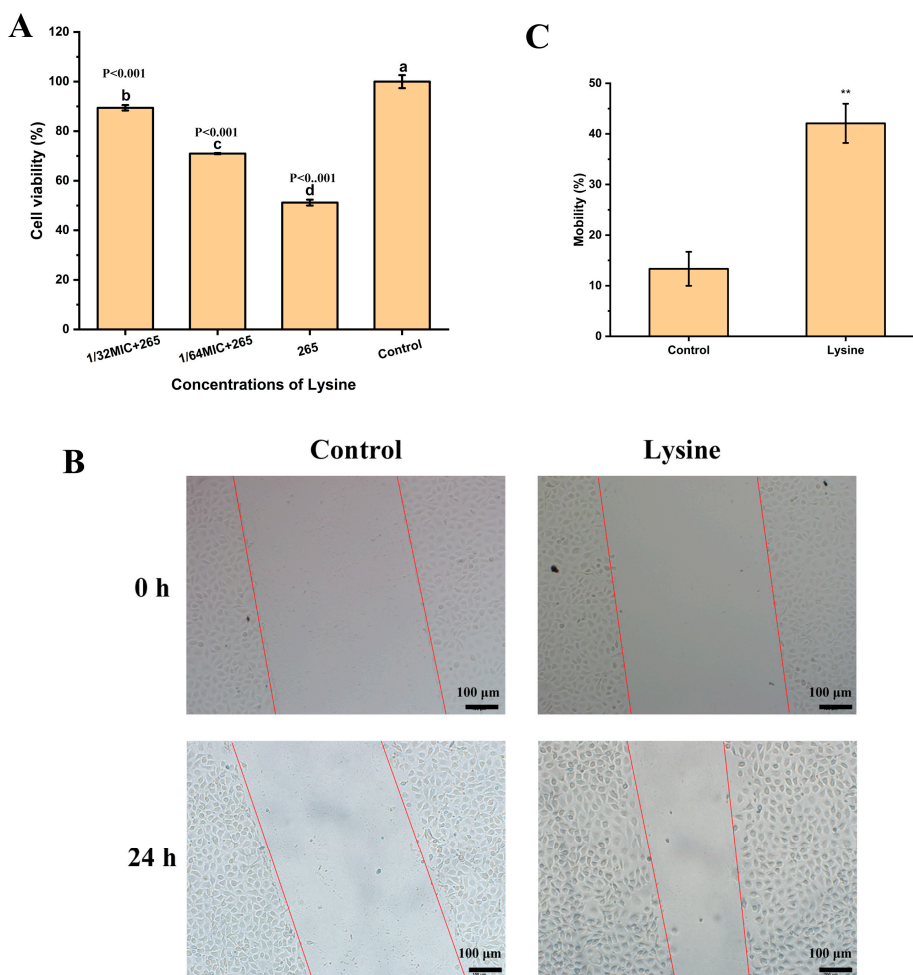 A
Cell viability (%)
120
100
80
60
40
20
0
P<0.001
b
P<0.001
c
P<0..001
d
a
1/32MIC+265
1/64MIC+265
265
Control
Concentrations of Lysine
C
Mobility (%)
50
40
30
20
10
0
**
Control
Lysine
B
Control
Lysine
0 h
100 μm
100 μm
24 h
100 μm
100 μm